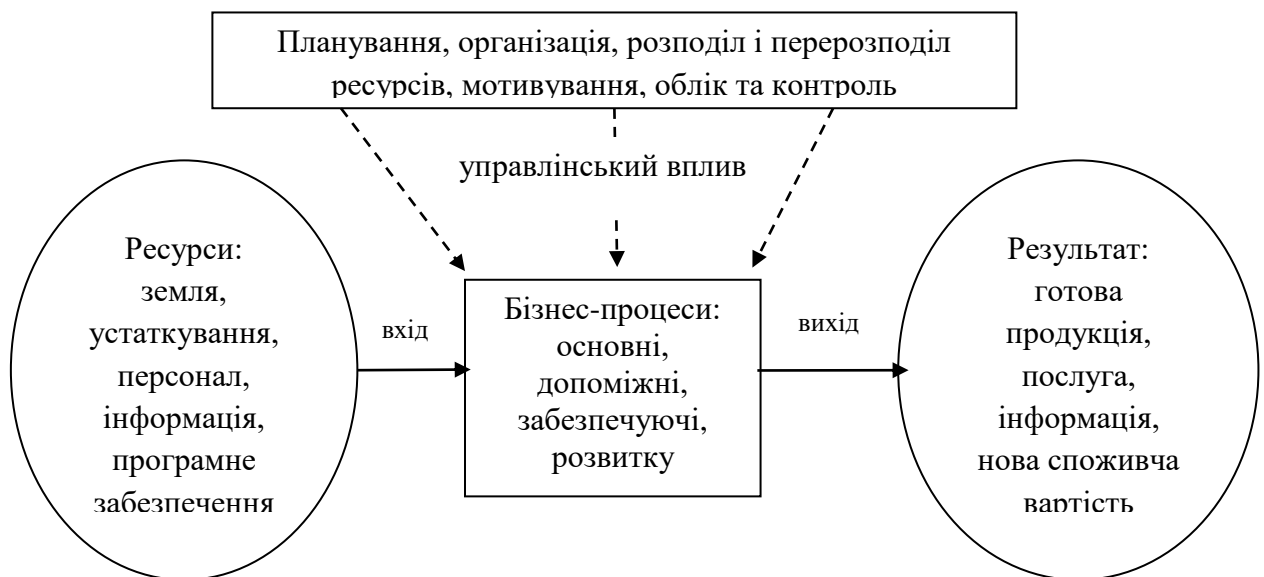 Планування, організація, розподіл і перерозподіл
ресурсів, мотивування, облік та контроль
управлінський вплив
Ресурси:
земля,
устаткування,
персонал,
інформація,
програмне
забезпечення
вхід
Бізнес-процеси:
основні,
допоміжні,
забезпечуючі,
розвитку
вихід
Результат:
готова
продукція,
послуга,
інформація,
нова споживча
вартість